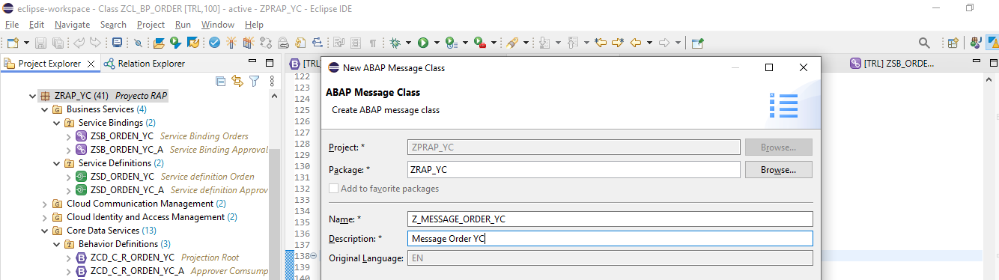 eclipse-workspace - Class ZCL_BP_ORDER [TRL,100] - active - ZPRAP_YC - Eclipse IDE
File Edit Navigate Search Project Run Window Help
Project Explorer Relation Explorer
[TRL] ZSB_ORDE...
ZRAP_YC (41) Proyecto RAP
Business Services (4)
Service Bindings (2)
ZSB_ORDEN_YC Service Binding Orders
ZSB_ORDEN_YC_A Service Binding Approval
Service Definitions (2)
ZSD_ORDEN_YC Service definition Orden
ZSD_ORDEN_YC_A Service definition Approv
Cloud Communication Management (2)
Cloud Identity and Access Management (2)
Core Data Services (13)
Behavior Definitions (3)
ZCD_C_R_ORDEN_YC Projection Root
ZCD_C_R_ORDEN_YC_A Approver Comsump
[TRL]
122
123
124
125
126
127
128
129
130
131
132
133
134
135
136
137
138
139
140
New ABAP Message Class
ABAP Message Class
Create ABAP message class
Project: * ZPRAP_YC Browse...
Package: * ZRAP_YC Browse...
Add to favorite packages
Name: * Z_MESSAGE_ORDER_YC
Description: * Message Order YC
Original Language: EN